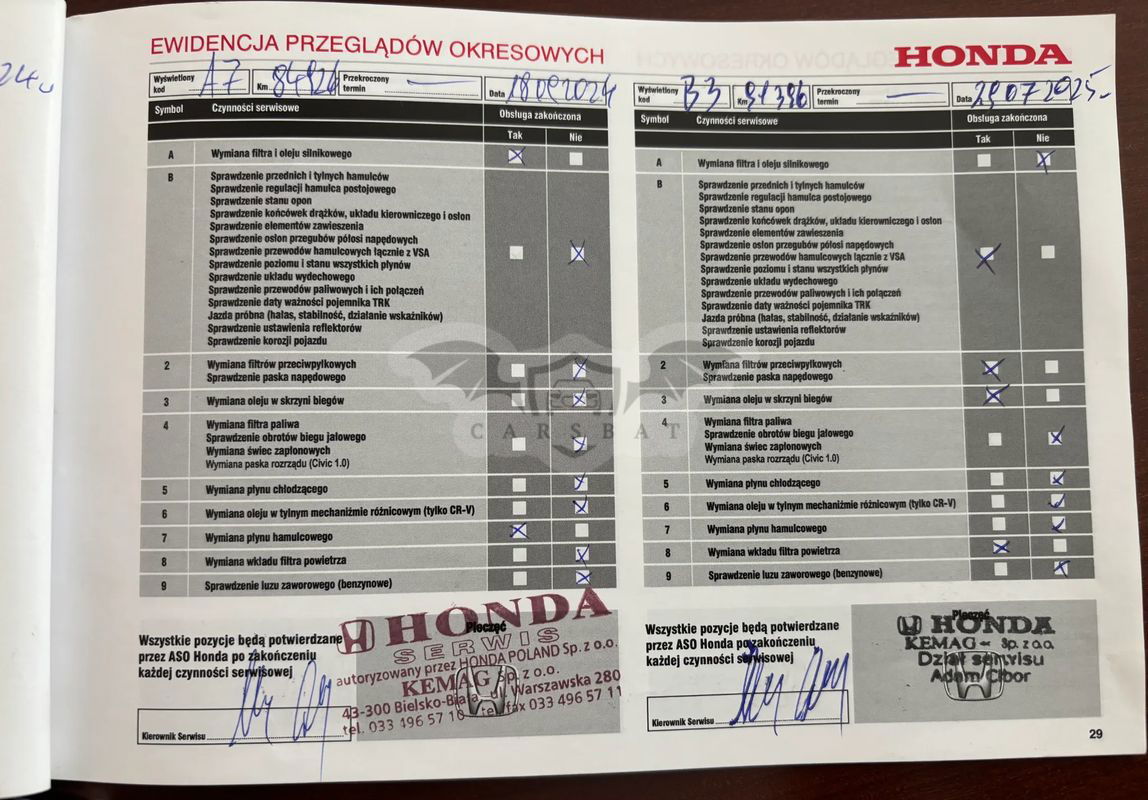 EWIDENCJA PRZEGLĄDÓW OKRESOWYCH
HONDA
Wyświetlony kod A7 Km 84826 Przekroczony termin Data 18 09 2024
Symbol Czynności serwisowe Obsługa zakończona
Tak Nie
A Wymiana filtra i oleju silnikowego
B Sprawdzenie przednich i tylnych hamulców
Sprawdzenie regulacji hamulca postojowego
Sprawdzenie stanu opon
Sprawdzenie końcówek drążków, układu kierowniczego i osłon
Sprawdzenie elementów zawieszenia
Sprawdzenie osłon przegubów półosi napędowych
Sprawdzenie przewodów hamulcowych łącznie z VSA
Sprawdzenie poziomu i stanu wszystkich płynów
Sprawdzenie układu wydechowego
Sprawdzenie przewodów paliwowych i ich połączeń
Sprawdzenie daty ważności pojemnika TRK
Jazda próbna (hałas, stabilność, działanie wskaźników)
Sprawdzenie ustawienia reflektorów
Sprawdzenie korozji pojazdu
2 Wymiana filtrów przeciwpyłkowych
Sprawdzenie paska napędowego
3 Wymiana oleju w skrzyni biegów
4 Wymiana filtra paliwa
Sprawdzenie obrotów biegu jałowego
Wymiana świec zapłonowych
Wymiana paska rozrządu (Civic 1.0)
5 Wymiana płynu chłodzącego
6 Wymiana oleju w tylnym mechaniźmie różnicowym (tylko CR-V)
7 Wymiana płynu hamulcowego
8 Wymiana wkładu filtra powietrza
9 Sprawdzenie luzu zaworowego (benzynowe)
Wszystkie pozycje będą potwierdzane
przez ASO Honda po zakończeniu
każdej czynności serwisowej
Kierownik Serwisu
Pieczęć
HONDA
SERWIS
autoryzowany przez HONDA POLAND Sp. z o.o.
KEMAG Sp. z o.o.
43-300 Bielsko-Biała, ul. Warszawska 280
tel. 033 496 57 10 tel./fax 033 496 57 11
Wyświetlony kod B3 Km 91396 Przekroczony termin Data 29 07 2025
Symbol Czynności serwisowe Obsługa zakończona
Tak Nie
A Wymiana filtra i oleju silnikowego
B Sprawdzenie przednich i tylnych hamulców
Sprawdzenie regulacji hamulca postojowego
Sprawdzenie stanu opon
Sprawdzenie końcówek drążków, układu kierowniczego i osłon
Sprawdzenie elementów zawieszenia
Sprawdzenie osłon przegubów półosi napędowych
Sprawdzenie przewodów hamulcowych łącznie z VSA
Sprawdzenie poziomu i stanu wszystkich płynów
Sprawdzenie układu wydechowego
Sprawdzenie przewodów paliwowych i ich połączeń
Sprawdzenie daty ważności pojemnika TRK
Jazda próbna (hałas, stabilność, działanie wskaźników)
Sprawdzenie ustawienia reflektorów
Sprawdzenie korozji pojazdu
2 Wymiana filtrów przeciwpyłkowych
Sprawdzenie paska napędowego
3 Wymiana oleju w skrzyni biegów
4 Wymiana filtra paliwa
Sprawdzenie obrotów biegu jałowego
Wymiana świec zapłonowych
Wymiana paska rozrządu (Civic 1.0)
5 Wymiana płynu chłodzącego
6 Wymiana oleju w tylnym mechaniźmie różnicowym (tylko CR-V)
7 Wymiana płynu hamulcowego
8 Wymiana wkładu filtra powietrza
9 Sprawdzenie luzu zaworowego (benzynowe)
Wszystkie pozycje będą potwierdzane
przez ASO Honda po zakończeniu
każdej czynności serwisowej
Kierownik Serwisu
Pieczęć
HONDA
KEMAG Sp. z o.o.
Dział serwisu
Adam Cibor
29
CARSBAT